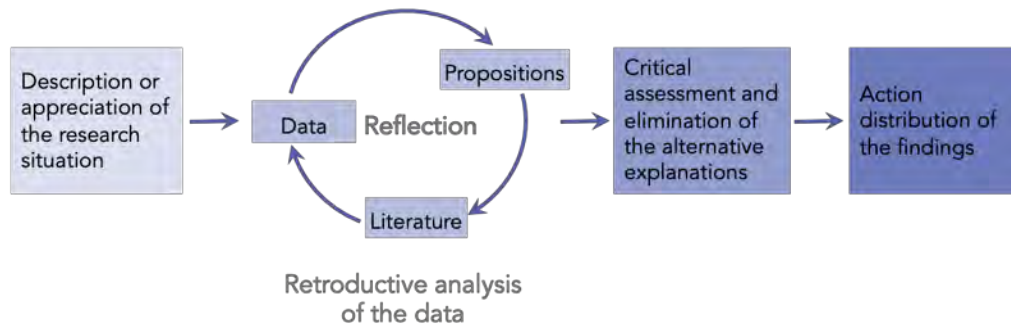 Description or
appreciation of
the research
situation
Data
Reflection
Propositions
Literature
Retroductive analysis
of the data
Critical
assessment and
elimination of
the alternative
explanations
Action
distribution of
the findings